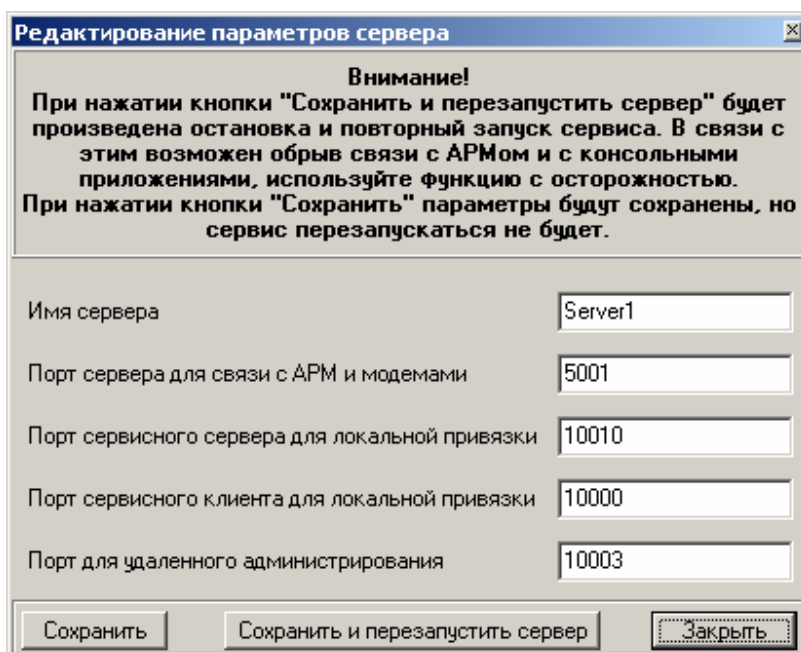 Редактирование параметров сервера
Внимание!
При нажатии кнопки "Сохранить и перезапустить сервер" будет
произведена остановка и повторный запуск сервиса. В связи с
этим возможен обрыв связи с АРМом и с консольными
приложениями, используйте функцию с осторожностью.
При нажатии кнопки "Сохранить" параметры будут сохранены, но
сервис перезапускаться не будет.
Имя сервера Server1
Порт сервера для связи с АРМ и модемами 5001
Порт сервисного сервера для локальной привязки 10010
Порт сервисного клиента для локальной привязки 10000
Порт для удаленного администрирования 10003
Сохранить Сохранить и перезапустить сервер Закрыть